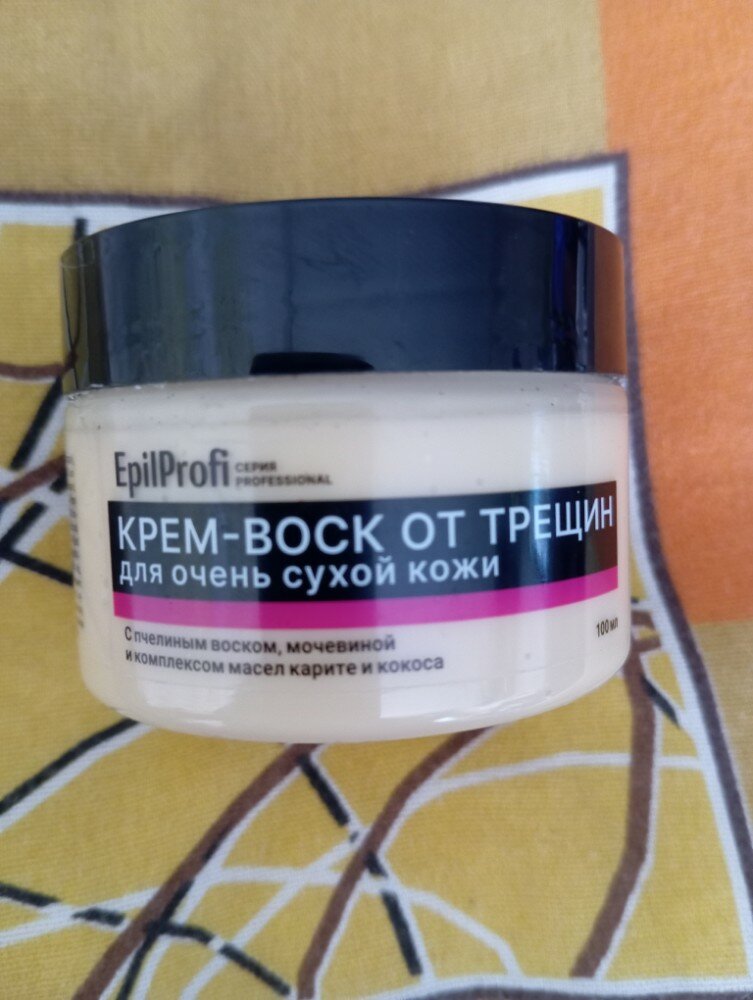 EpilProfi
СЕРИЯ
PROFESSIONAL
КРЕМ-ВОСК ОТ ТРЕЩИН
для очень сухой кожи
С пчелиным воском, мочевиной
и комплексом масел карите и кокоса
100 мл